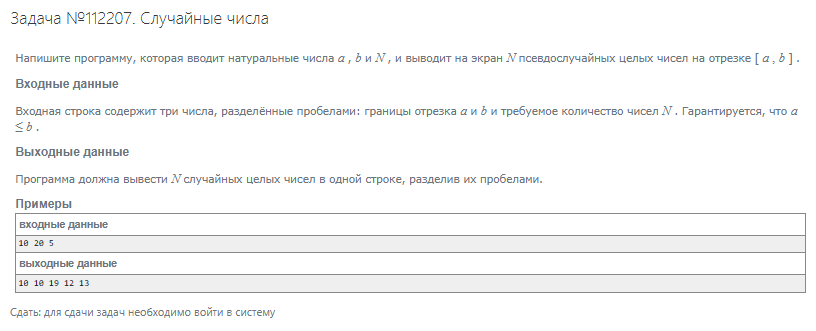 Задача №112207. Случайные числа
Напишите программу, которая вводит натуральные числа a , b и N , и выводит на экран N псевдослучайных целых чисел на отрезке [ a , b ] .
Входные данные
Входная строка содержит три числа, разделённые пробелами: границы отрезка a и b и требуемое количество чисел N . Гарантируется, что a
≤ b .
Выходные данные
Программа должна вывести N случайных целых чисел в одной строке, разделив их пробелами.
Примеры
входные данные
10 20 5
выходные данные
10 10 19 12 13
Сдать: для сдачи задач необходимо войти в систему